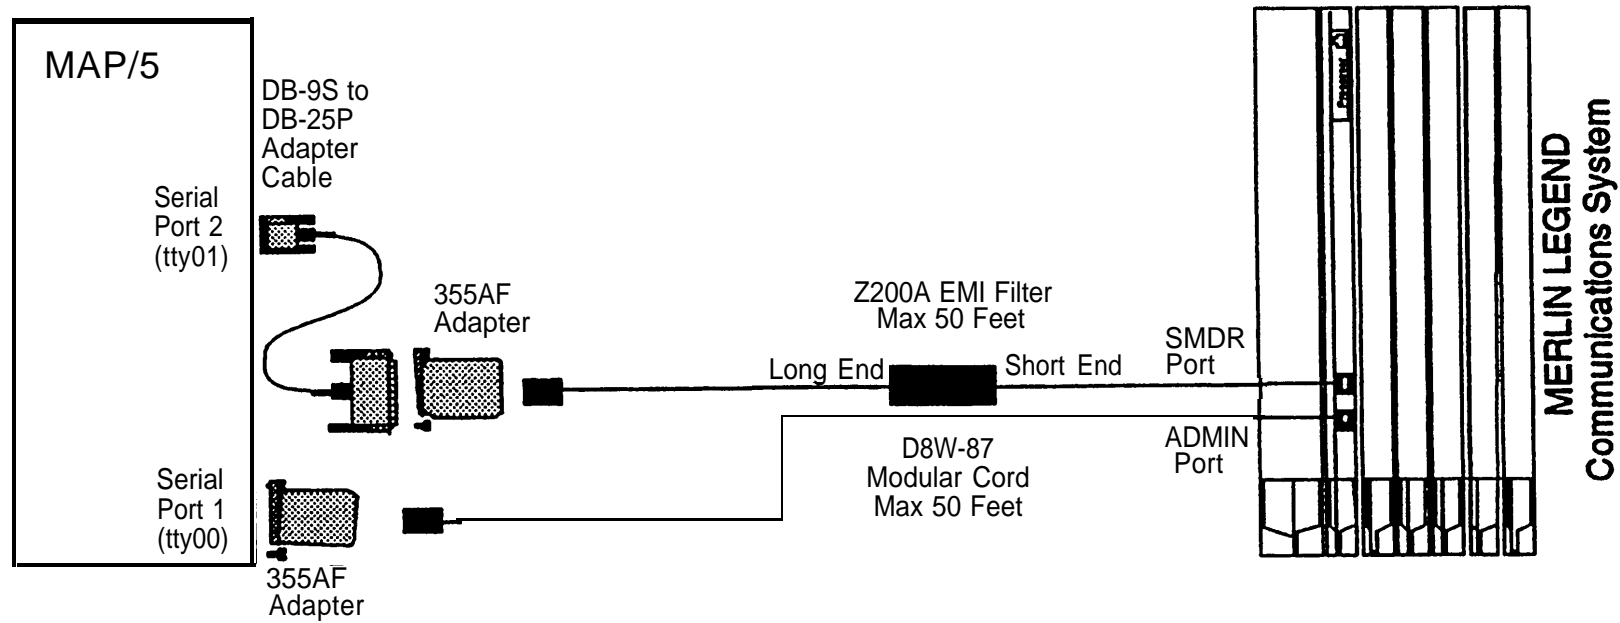 MAP/5
DB-9S to
DB-25P
Adapter
Cable
Serial
Port 2
(tty01)
355AF
Adapter
Z200A EMI Filter
Max 50 Feet
Long End
Short End
SMDR
Port
ADMIN
Port
D8W-87
Modular Cord
Max 50 Feet
Serial
Port 1
(tty00)
355AF
Adapter
Processor
MERLIN LEGEND
Communications System